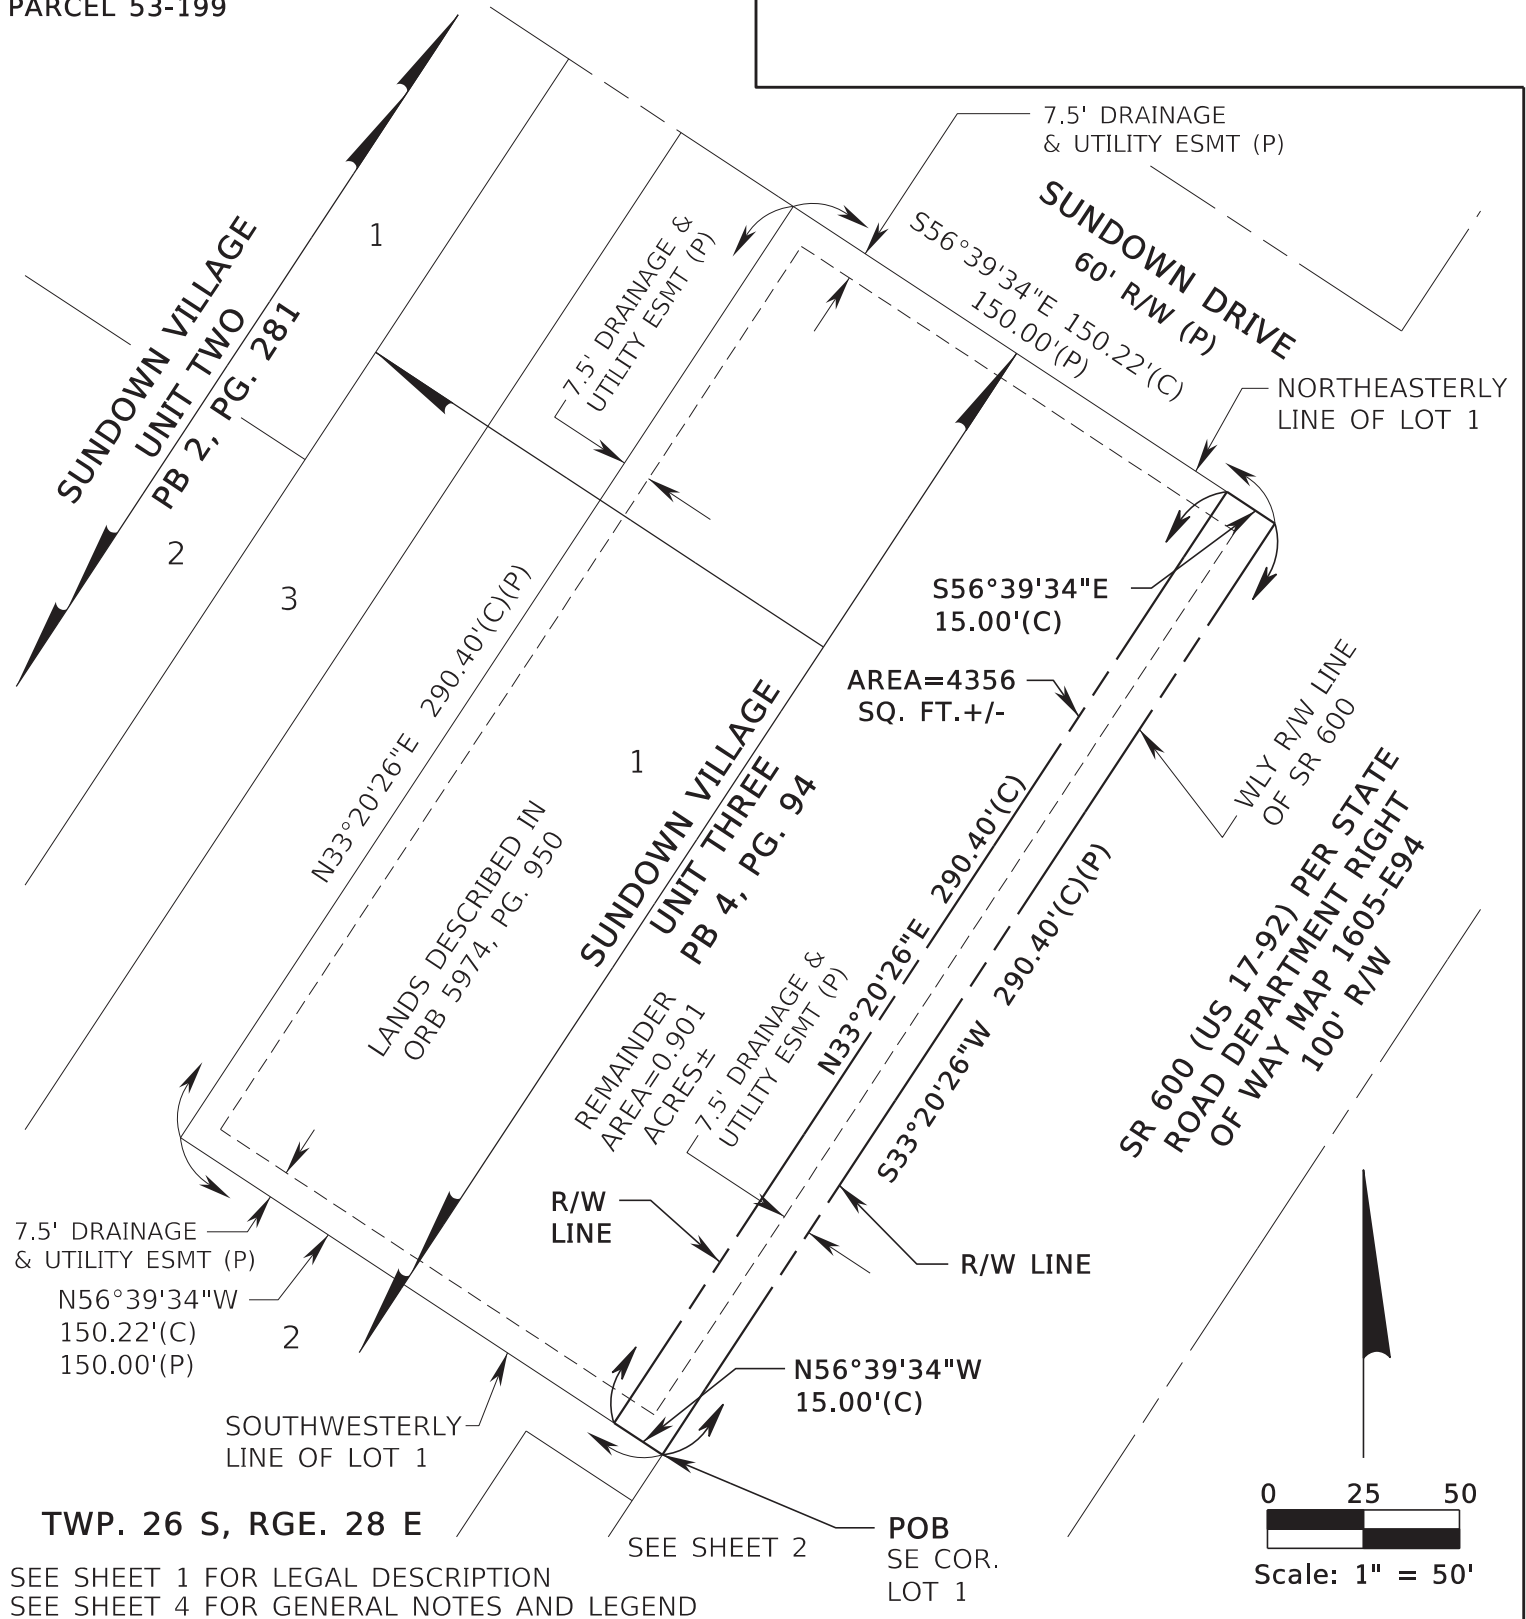 PARCEL 53-199
7.5' DRAINAGE
& UTILITY ESMT (P)
SUNDOWN DRIVE
60' R/W (P)
S56°39'34"E 150.22'(C)
150.00'(P)
NORTHEASTERLY
LINE OF LOT 1
SUNDOWN VILLAGE
UNIT TWO
PB 2, PG. 281
1
2
3
7.5' DRAINAGE &
UTILITY ESMT (P)
S56°39'34"E
15.00'(C)
AREA=4356
SQ. FT.+/-
WLY R/W LINE
OF SR 600
N33°20'26"E 290.40'(C)(P)
1
SUNDOWN VILLAGE
UNIT THREE
PB 4, PG. 94
LANDS DESCRIBED IN
ORB 5974, PG. 950
REMAINDER
AREA=0.901
ACRES±
7.5' DRAINAGE &
UTILITY ESMT (P)
N33°20'26"E 290.40'(C)
S33°20'26"W 290.40'(C)(P)
SR 600 (US 17-92) PER STATE
ROAD DEPARTMENT RIGHT
OF WAY MAP 1605-E94
100' R/W
R/W
LINE
R/W LINE
7.5' DRAINAGE
& UTILITY ESMT (P)
N56°39'34"W
150.22'(C)
150.00'(P)
2
N56°39'34"W
15.00'(C)
SOUTHWESTERLY
LINE OF LOT 1
TWP. 26 S, RGE. 28 E
SEE SHEET 2
POB
SE COR.
LOT 1
0 25 50
Scale: 1" = 50'
SEE SHEET 1 FOR LEGAL DESCRIPTION
SEE SHEET 4 FOR GENERAL NOTES AND LEGEND